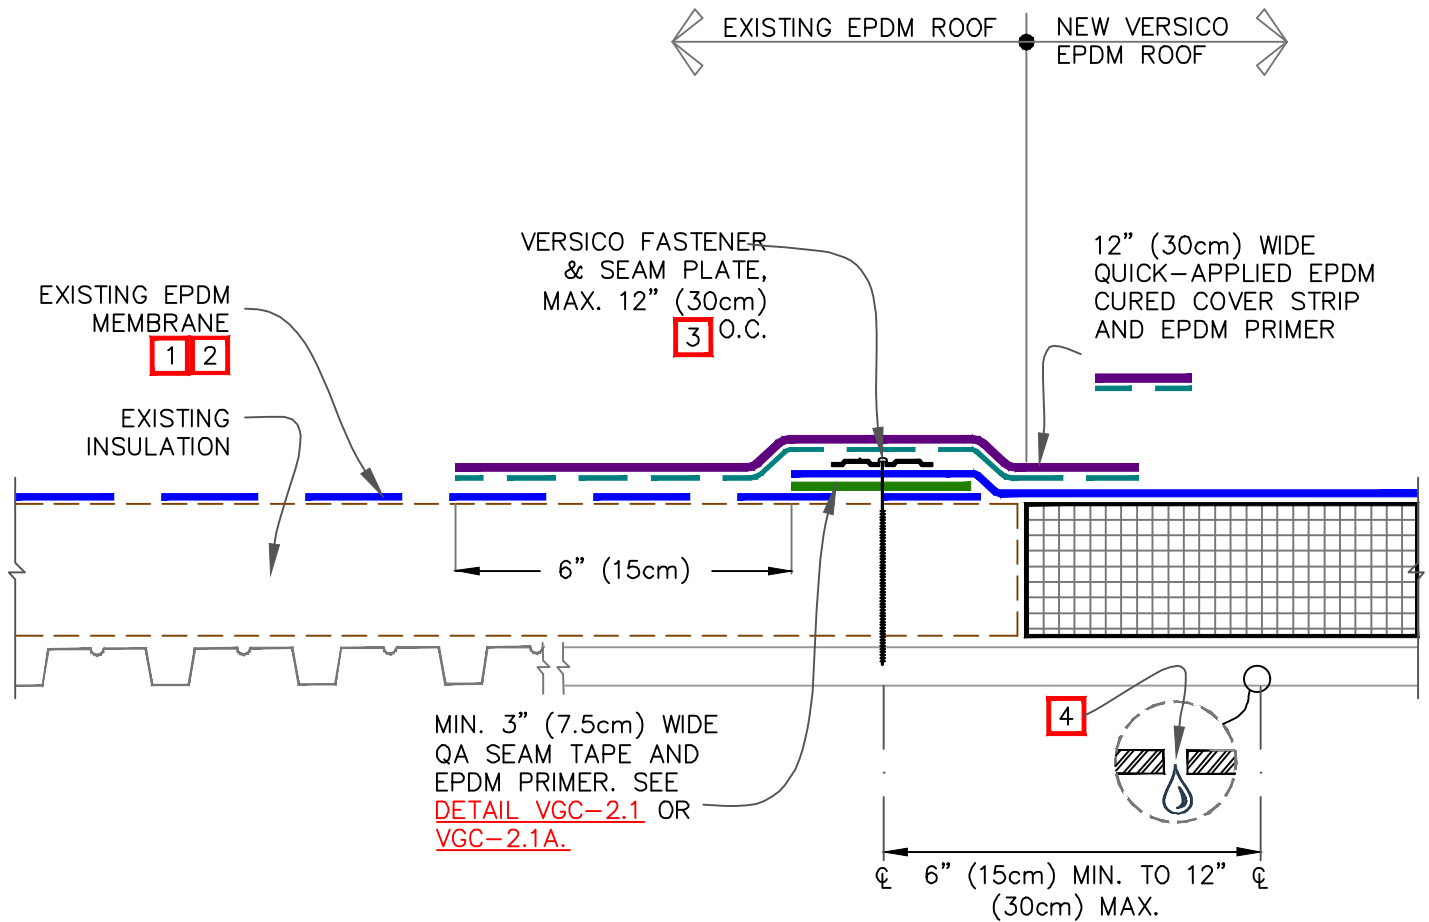 EXISTING EPDM ROOF
NEW VERSICO
EPDM ROOF
VERSICO FASTENER
& SEAM PLATE,
MAX. 12” (30cm)
3 O.C.
12” (30cm) WIDE
QUICK-APPLIED EPDM
CURED COVER STRIP
AND EPDM PRIMER
EXISTING EPDM
MEMBRANE
1 2
EXISTING
INSULATION
6” (15cm)
MIN. 3” (7.5cm) WIDE
QA SEAM TAPE AND
EPDM PRIMER. SEE
DETAIL VGC-2.1 OR
VGC-2.1A.
4
℄ 6” (15cm) MIN. TO 12” ℄
(30cm) MAX.